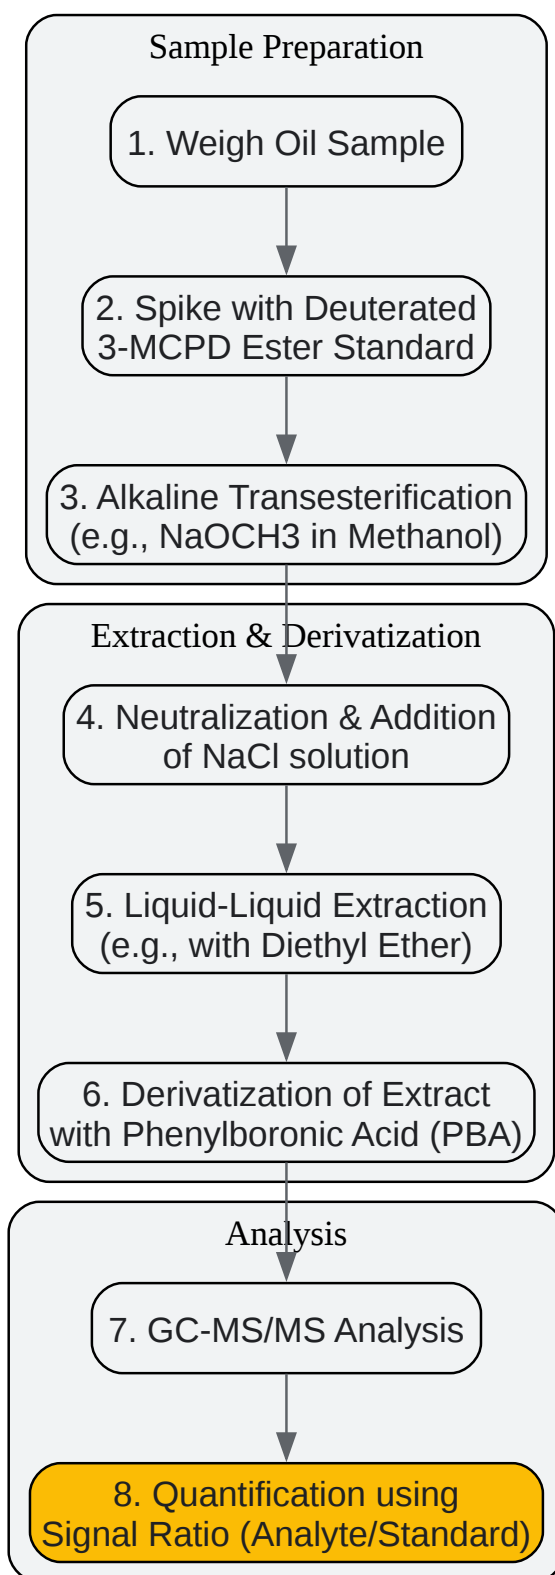 Sample Preparation
1. Weigh Oil Sample
2. Spike with Deuterated
3-MCPD Ester Standard
3. Alkaline Transesterification
(e.g., NaOCH3 in Methanol)
Extraction & Derivatization
4. Neutralization & Addition
of NaCl solution
5. Liquid-Liquid Extraction
(e.g., with Diethyl Ether)
6. Derivatization of Extract
with Phenylboronic Acid (PBA)
Analysis
7. GC-MS/MS Analysis
8. Quantification using
Signal Ratio (Analyte/Standard)